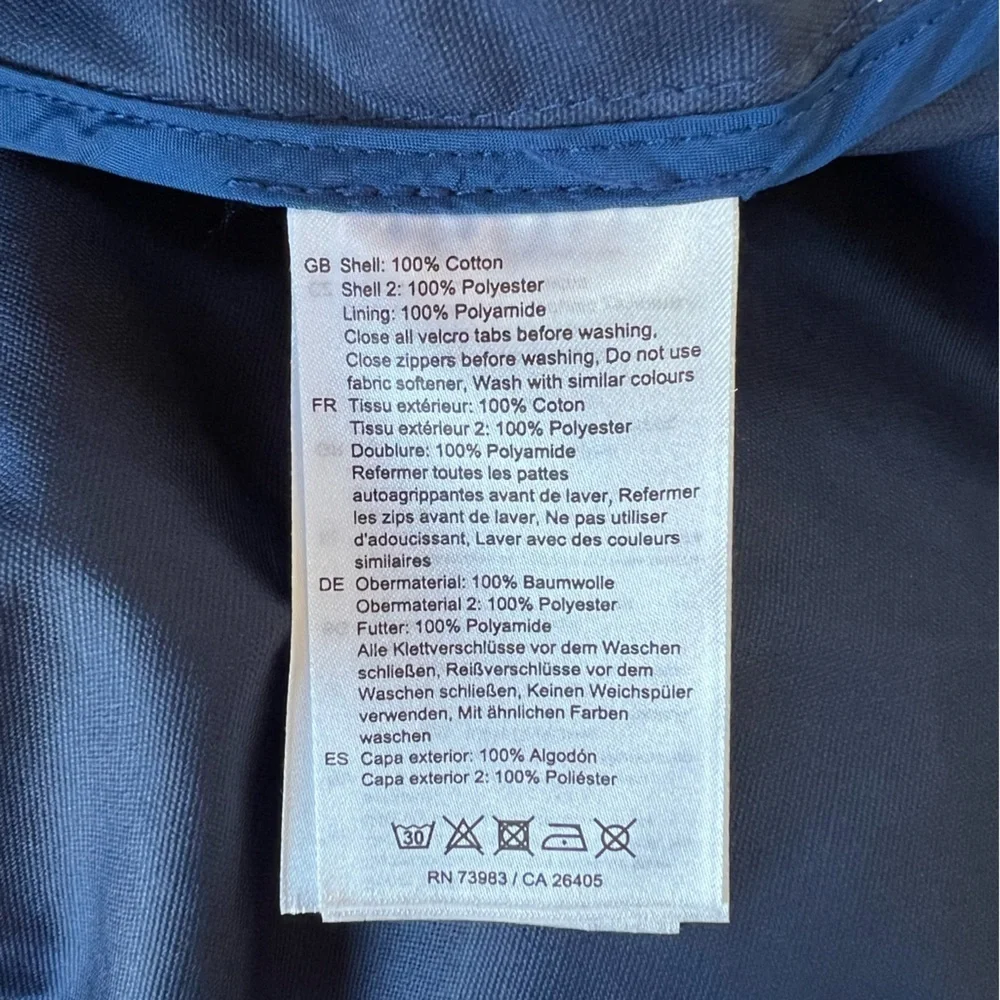 GB Shell: 100% Cotton
Shell 2: 100% Polyester
Lining: 100% Polyamide
Close all velcro tabs before washing,
Close zippers before washing, Do not use
fabric softener, Wash with similar colours
FR Tissu extérieur: 100% Coton
Tissu extérieur 2: 100% Polyester
Doublure: 100% Polyamide
Refermer toutes les pattes
autoagrippantes avant de laver, Refermer
les zips avant de laver, Ne pas utiliser
d'adoucissant, Laver avec des couleurs
similaires
DE Obermaterial: 100% Baumwolle
Obermaterial 2: 100% Polyester
Futter: 100% Polyamide
Alle Klettverschlüsse vor dem Waschen
schließen, Reißverschlüsse vor dem
Waschen schließen, Keinen Weichspüler
verwenden, Mit ähnlichen Farben
waschen
ES Capa exterior: 100% Algodón
Capa exterior 2: 100% Poliéster
30
RN 73983 / CA 26405